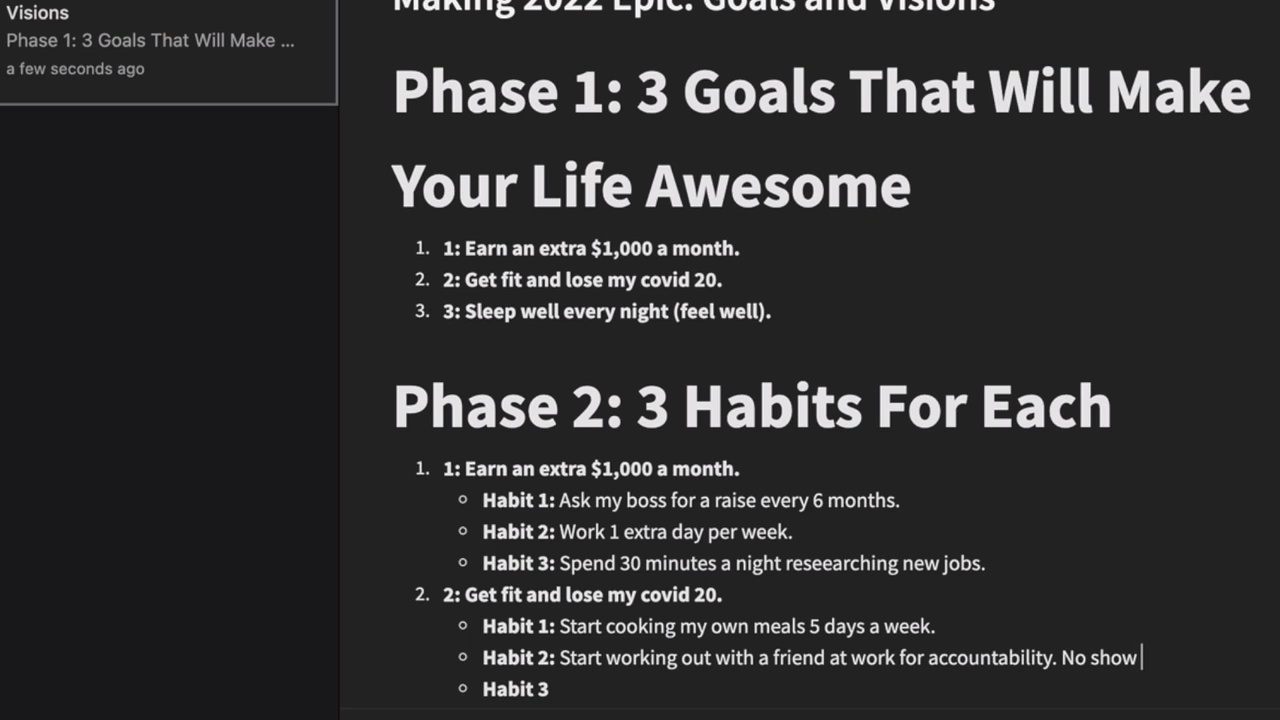 Visions
Phase 1: 3 Goals That Will Make ...
a few seconds ago
Making 2022 Epic: Goals and Visions
Phase 1: 3 Goals That Will Make
Your Life Awesome
1. 1: Earn an extra $1,000 a month.
2. 2: Get fit and lose my covid 20.
3. 3: Sleep well every night (feel well).
Phase 2: 3 Habits For Each
1. 1: Earn an extra $1,000 a month.
Habit 1: Ask my boss for a raise every 6 months.
Habit 2: Work 1 extra day per week.
Habit 3: Spend 30 minutes a night reseearching new jobs.
2. 2: Get fit and lose my covid 20.
Habit 1: Start cooking my own meals 5 days a week.
Habit 2: Start working out with a friend at work for accountability. No show
Habit 3